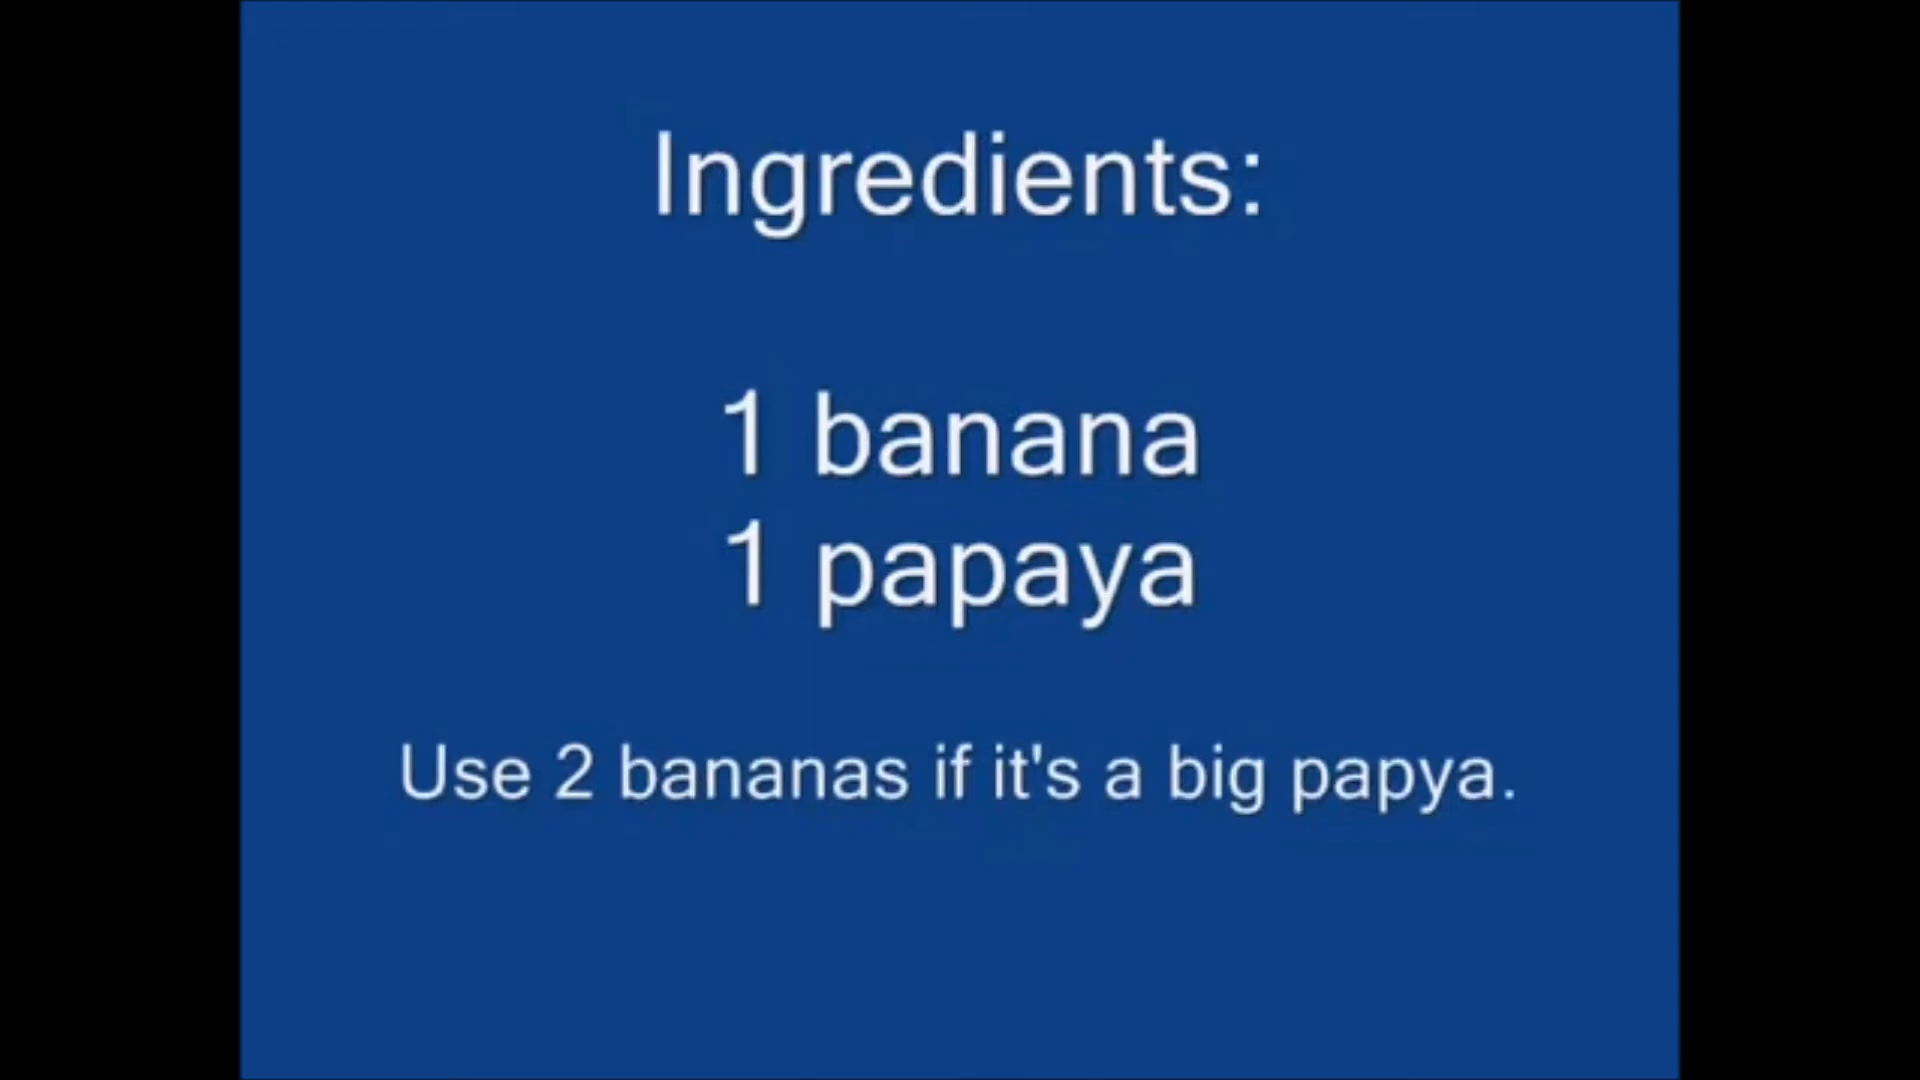 Ingredients:
1 banana
1 papaya
Use 2 bananas if it's a big papya.